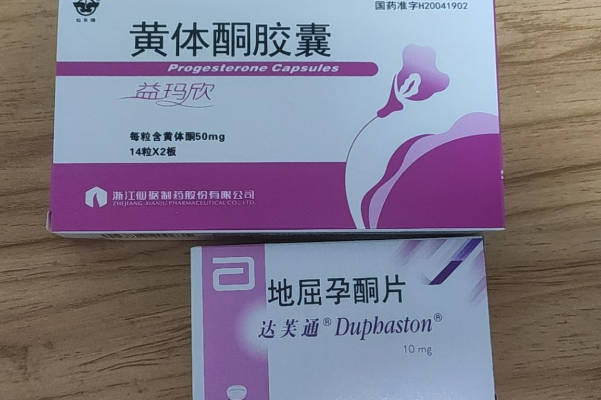 国药准字H20041902
黄体酮胶囊
Progesterone Capsules
益玛欣
每粒含黄体酮50mg
14粒X2板
浙江仙琚制药股份有限公司
ZHEJIANG XIANJU PHARMACEUTICAL CO., LTD.
地屈孕酮片
达芙通® Duphaston®
10 mg